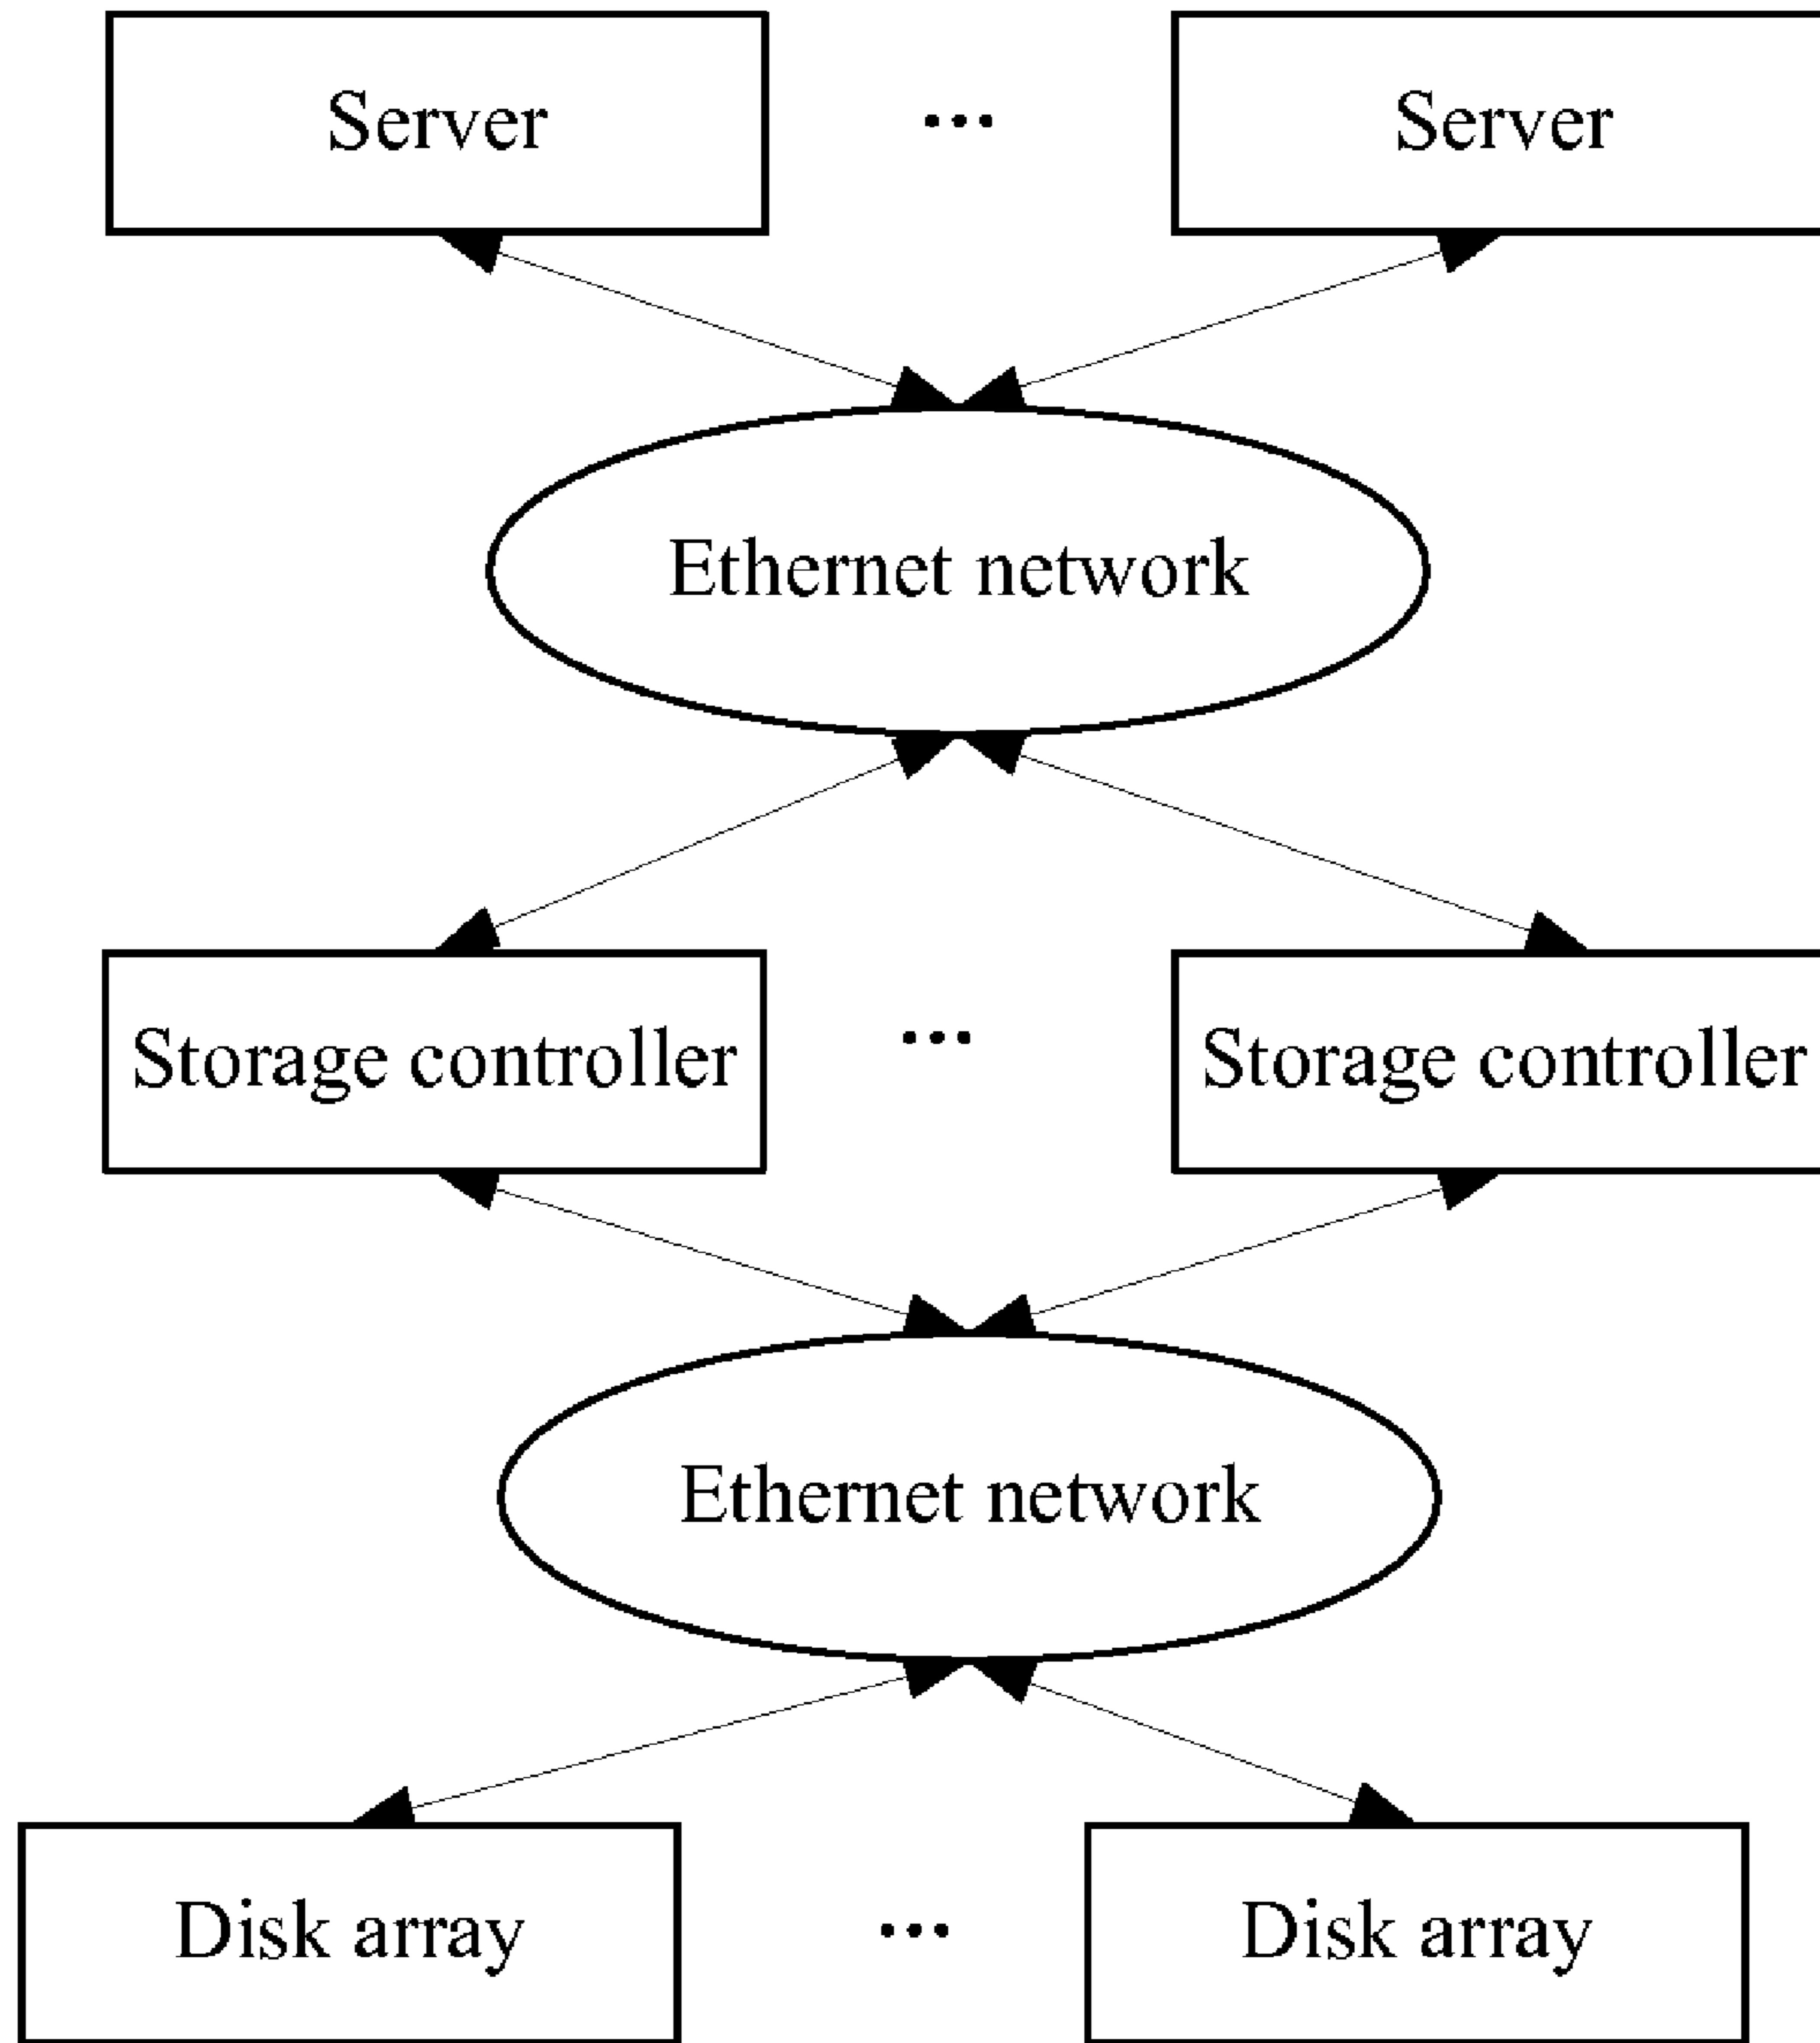 Server ... Server
Ethernet network
Storage controller ... Storage controller
Ethernet network
Disk array ... Disk array